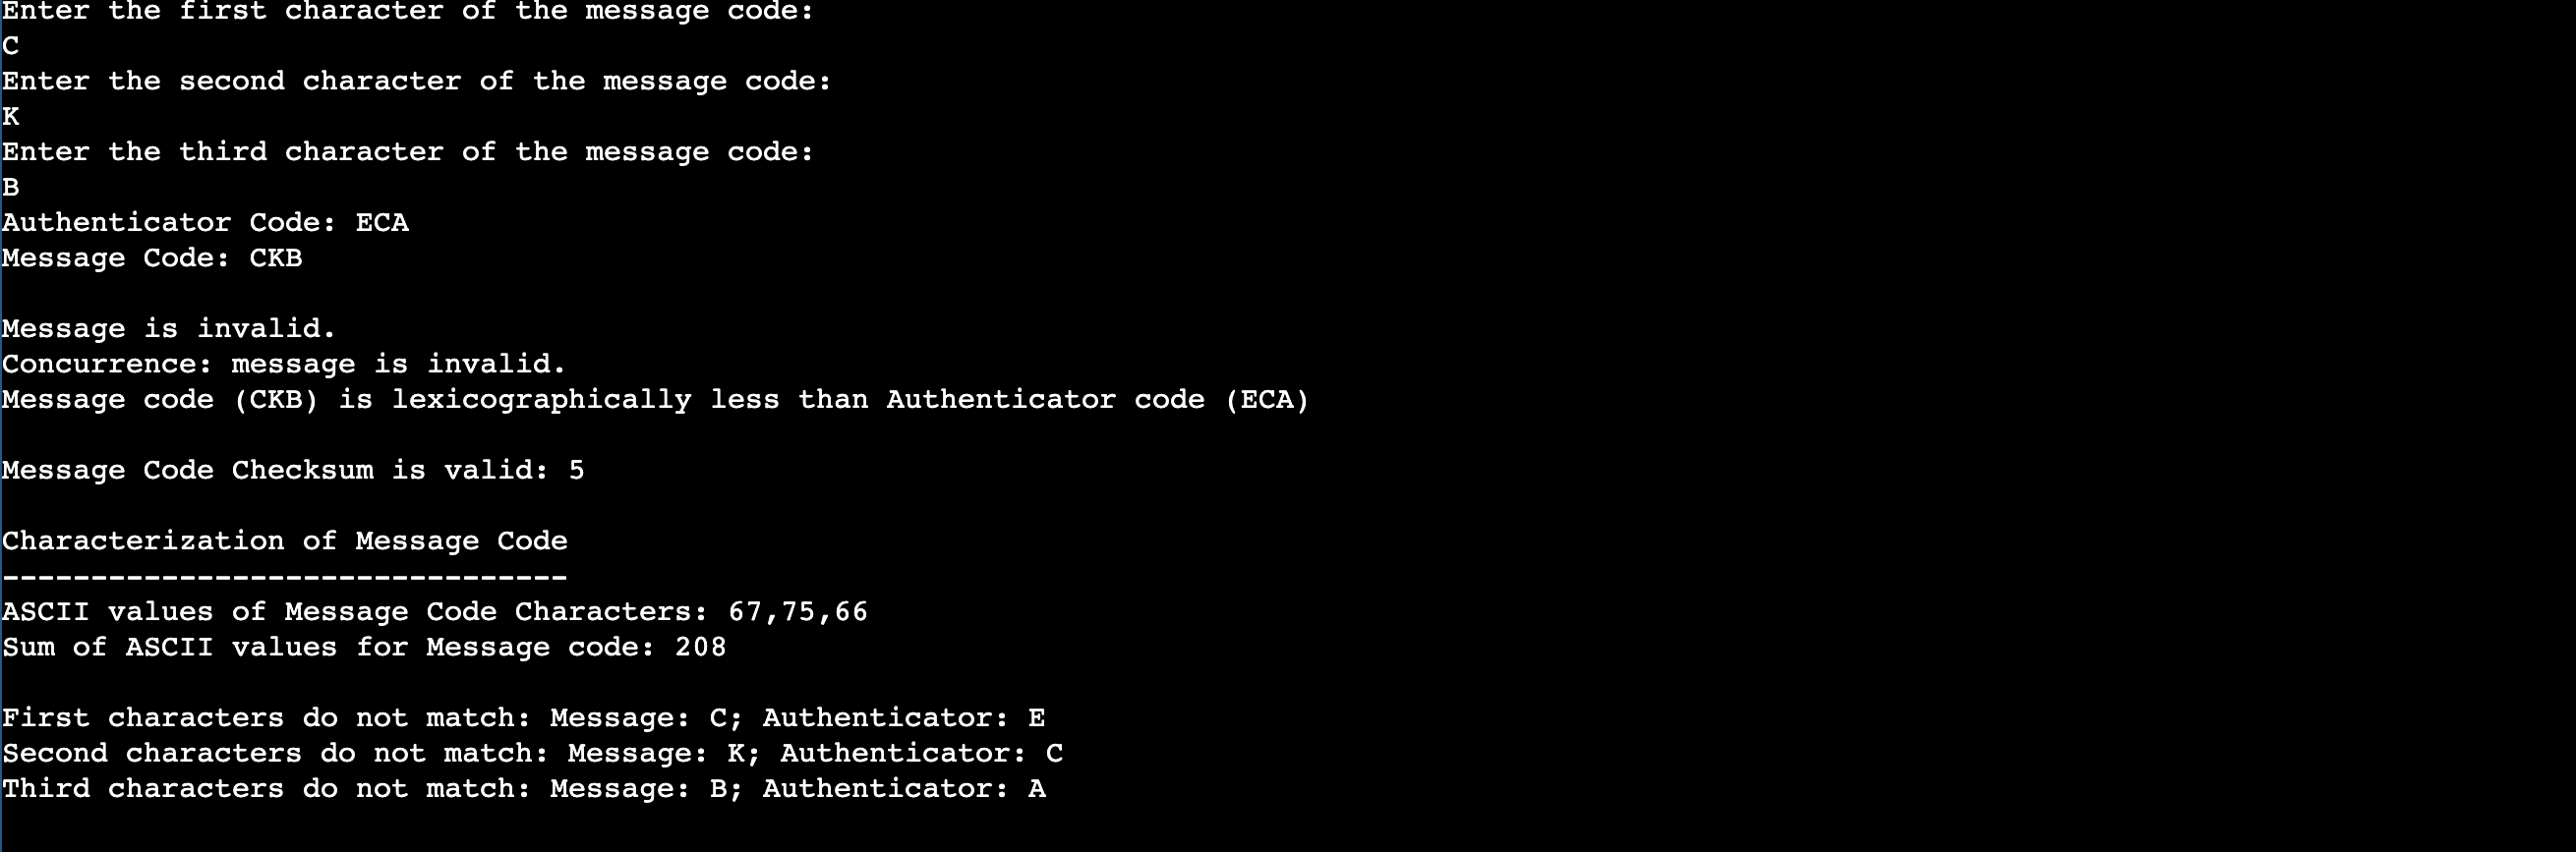 Enter the first character of the message code:
C
Enter the second character of the message code:
K
Enter the third character of the message code:
B
Authenticator Code: ECA
Message Code: CKB
Message is invalid.
Concurrence: message is invalid.
Message code (CKB) is lexicographically less than Authenticator code (ECA)
Message Code Checksum is valid: 5
Characterization of Message Code
--------------------------------
ASCII values of Message Code Characters: 67,75,66
Sum of ASCII values for Message code: 208
First characters do not match: Message: C; Authenticator: E
Second characters do not match: Message: K; Authenticator: C
Third characters do not match: Message: B; Authenticator: A